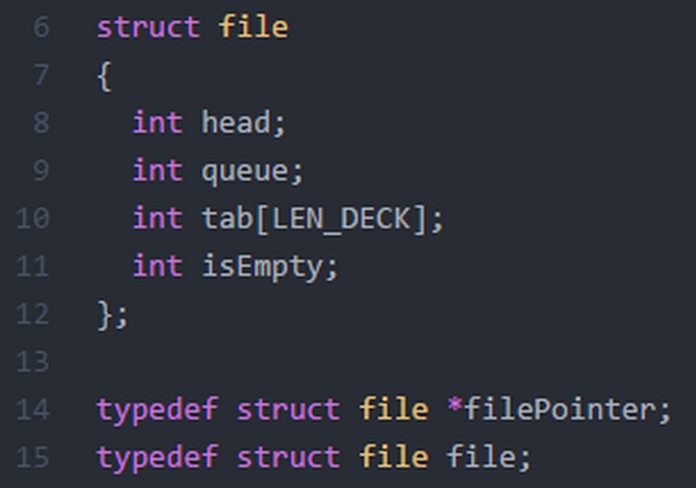 6 struct file
7 {
8   int head;
9   int queue;
10   int tab[LEN_DECK];
11   int isEmpty;
12 };
13
14 typedef struct file *filePointer;
15 typedef struct file file;